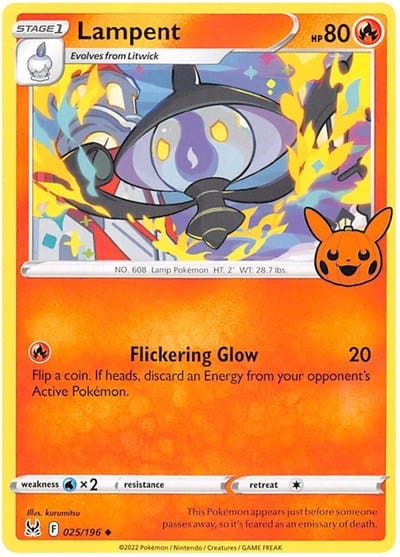 STAGE1
Lampent
HP80
Evolves from Litwick
NO. 608 Lamp Pokémon HT: 2' WT: 28.7 lbs.
Flickering Glow 20
Flip a coin. If heads, discard an Energy from your opponent's
Active Pokémon.
weakness ×2 resistance retreat
Illus. kurumitsu
F 025/196
This Pokémon appears just before someone
passes away, so it's feared as an emissary of death.
©2022 Pokémon / Nintendo / Creatures / GAME FREAK